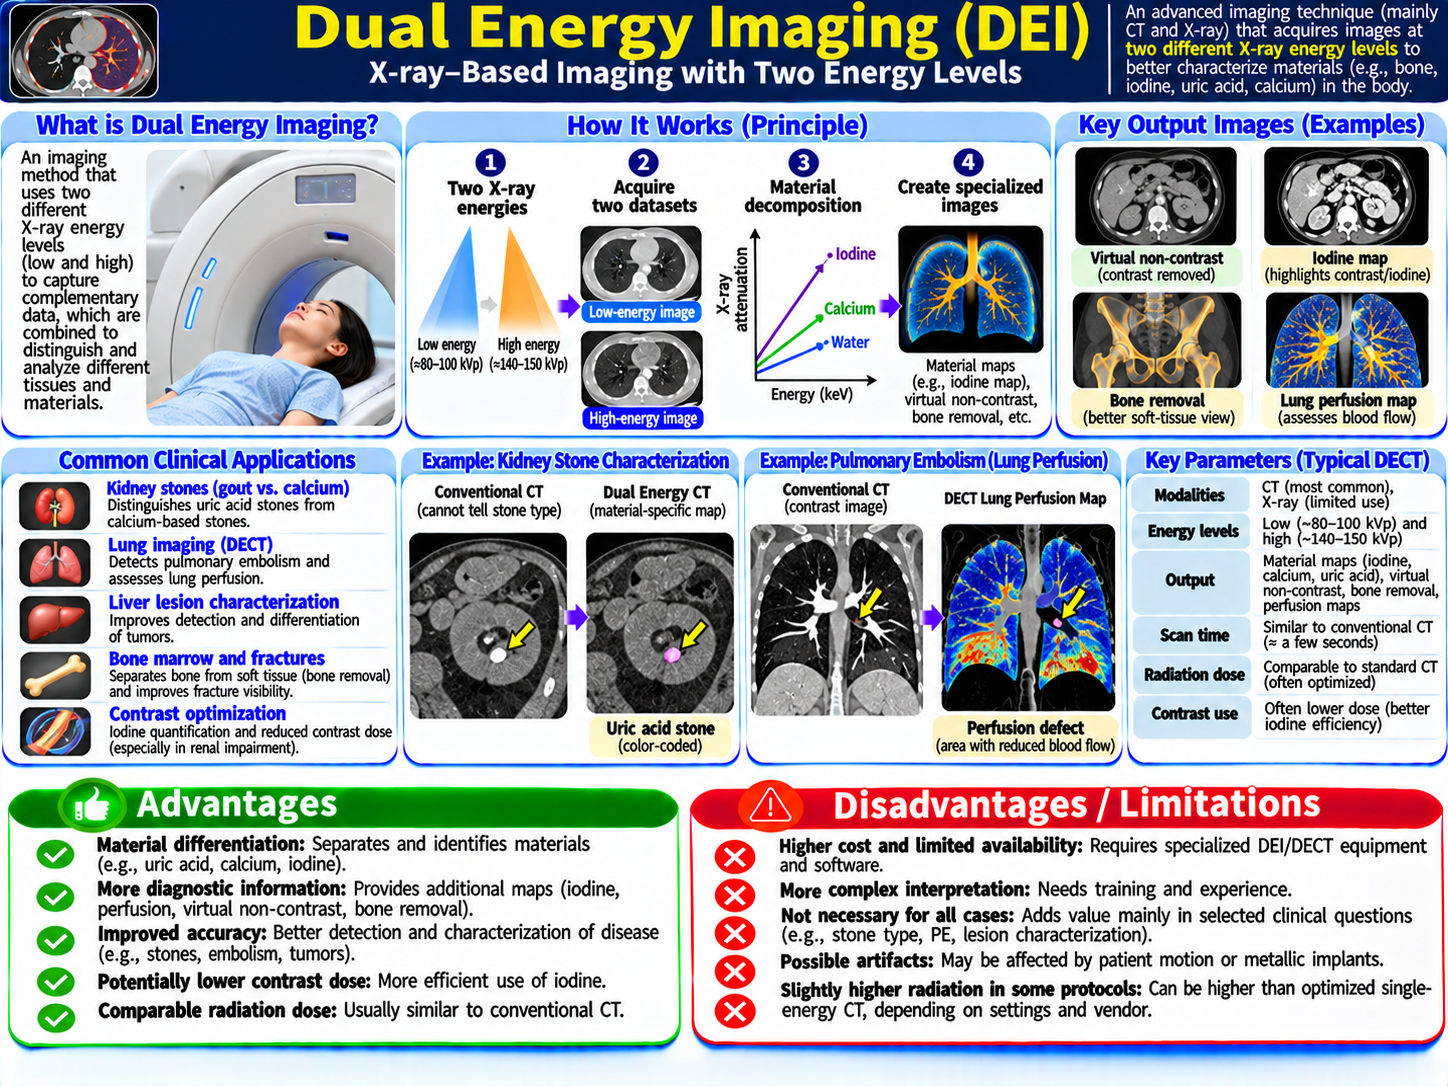 Dual Energy Imaging (DEI)
X-ray–Based Imaging with Two Energy Levels
An advanced imaging technique (mainly
CT and X-ray) that acquires images at
two different X-ray energy levels to
better characterize materials (e.g., bone,
iodine, uric acid, calcium) in the body.
What is Dual Energy Imaging?
An imaging
method that
uses two
different
X-ray energy
levels
(low and high)
to capture
complementary
data, which are
combined to
distinguish and
analyze different
tissues and
materials.
How It Works (Principle)
1
Two X-ray
energies
Low energy
(≈80–100 kVp)
High energy
(≈140–150 kVp)
2
Acquire
two datasets
Low-energy image
High-energy image
3
Material
decomposition
X-ray
attenuation
Iodine
Calcium
Water
Energy (keV)
4
Create specialized
images
Material maps
(e.g., iodine map),
virtual non-contrast,
bone removal, etc.
Key Output Images (Examples)
Virtual non-contrast
(contrast removed)
Iodine map
(highlights contrast/iodine)
Bone removal
(better soft-tissue view)
Lung perfusion map
(assesses blood flow)
Common Clinical Applications
Kidney stones (gout vs. calcium)
Distinguishes uric acid stones from
calcium-based stones.
Lung imaging (DECT)
Detects pulmonary embolism and
assesses lung perfusion.
Liver lesion characterization
Improves detection and differentiation
of tumors.
Bone marrow and fractures
Separates bone from soft tissue (bone removal)
and improves fracture visibility.
Contrast optimization
Iodine quantification and reduced contrast dose
(especially in renal impairment).
Example: Kidney Stone Characterization
Conventional CT
(cannot tell stone type)
Dual Energy CT
(material-specific map)
Uric acid stone
(color-coded)
Example: Pulmonary Embolism (Lung Perfusion)
Conventional CT
(contrast image)
DECT Lung Perfusion Map
Perfusion defect
(area with reduced blood flow)
Key Parameters (Typical DECT)
Modalities
CT (most common),
X-ray (limited use)
Energy levels
Low (~80–100 kVp) and
high (~140–150 kVp)
Output
Material maps (iodine,
calcium, uric acid), virtual
non-contrast, bone removal,
perfusion maps
Scan time
Similar to conventional CT
(≈ a few seconds)
Radiation dose
Comparable to standard CT
(often optimized)
Contrast use
Often lower dose (better
iodine efficiency)
Advantages
Material differentiation: Separates and identifies materials
(e.g., uric acid, calcium, iodine).
More diagnostic information: Provides additional maps (iodine,
perfusion, virtual non-contrast, bone removal).
Improved accuracy: Better detection and characterization of disease
(e.g., stones, embolism, tumors).
Potentially lower contrast dose: More efficient use of iodine.
Comparable radiation dose: Usually similar to conventional CT.
Disadvantages / Limitations
Higher cost and limited availability: Requires specialized DEI/DECT equipment
and software.
More complex interpretation: Needs training and experience.
Not necessary for all cases: Adds value mainly in selected clinical questions
(e.g., stone type, PE, lesion characterization).
Possible artifacts: May be affected by patient motion or metallic implants.
Slightly higher radiation in some protocols: Can be higher than optimized single-
energy CT, depending on settings and vendor.